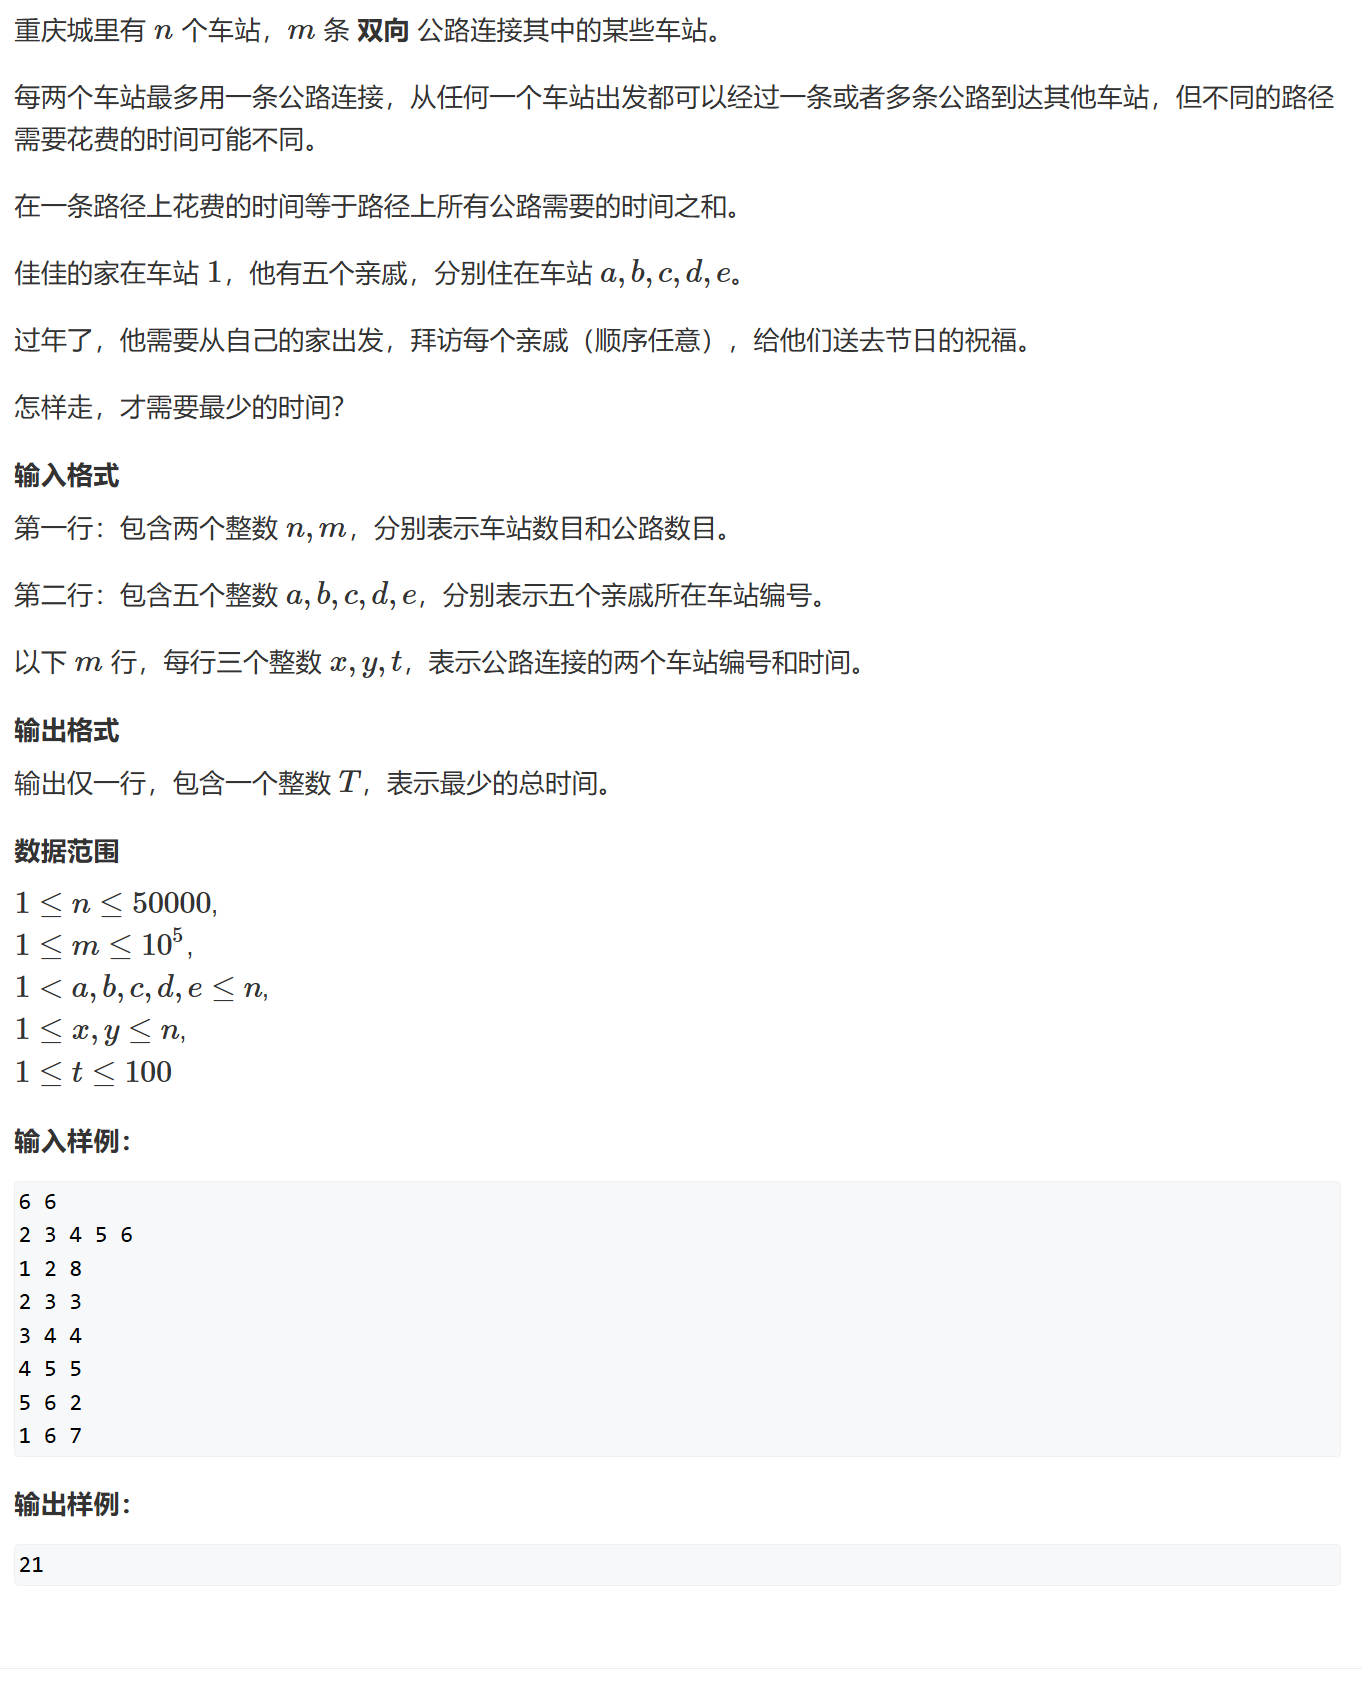 重庆城里有 n 个车站，m 条 双向 公路连接其中的某些车站。
每两个车站最多用一条公路连接，从任何一个车站出发都可以经过一条或者多条公路到达其他车站，但不同的路径
需要花费的时间可能不同。
在一条路径上花费的时间等于路径上所有公路需要的时间之和。
佳佳的家在车站 1，他有五个亲戚，分别住在车站 a, b, c, d, e。
过年了，他需要从自己的家出发，拜访每个亲戚（顺序任意），给他们送去节日的祝福。
怎样走，才需要最少的时间？
输入格式
第一行：包含两个整数 n, m，分别表示车站数目和公路数目。
第二行：包含五个整数 a, b, c, d, e，分别表示五个亲戚所在车站编号。
以下 m 行，每行三个整数 x, y, t，表示公路连接的两个车站编号和时间。
输出格式
输出仅一行，包含一个整数 T，表示最少的总时间。
数据范围
1 ≤ n ≤ 50000,
1 ≤ m ≤ 10⁵,
1 < a, b, c, d, e ≤ n,
1 ≤ x, y ≤ n,
1 ≤ t ≤ 100
输入样例：
6 6
2 3 4 5 6
1 2 8
2 3 3
3 4 4
4 5 5
5 6 2
1 6 7
输出样例：
21